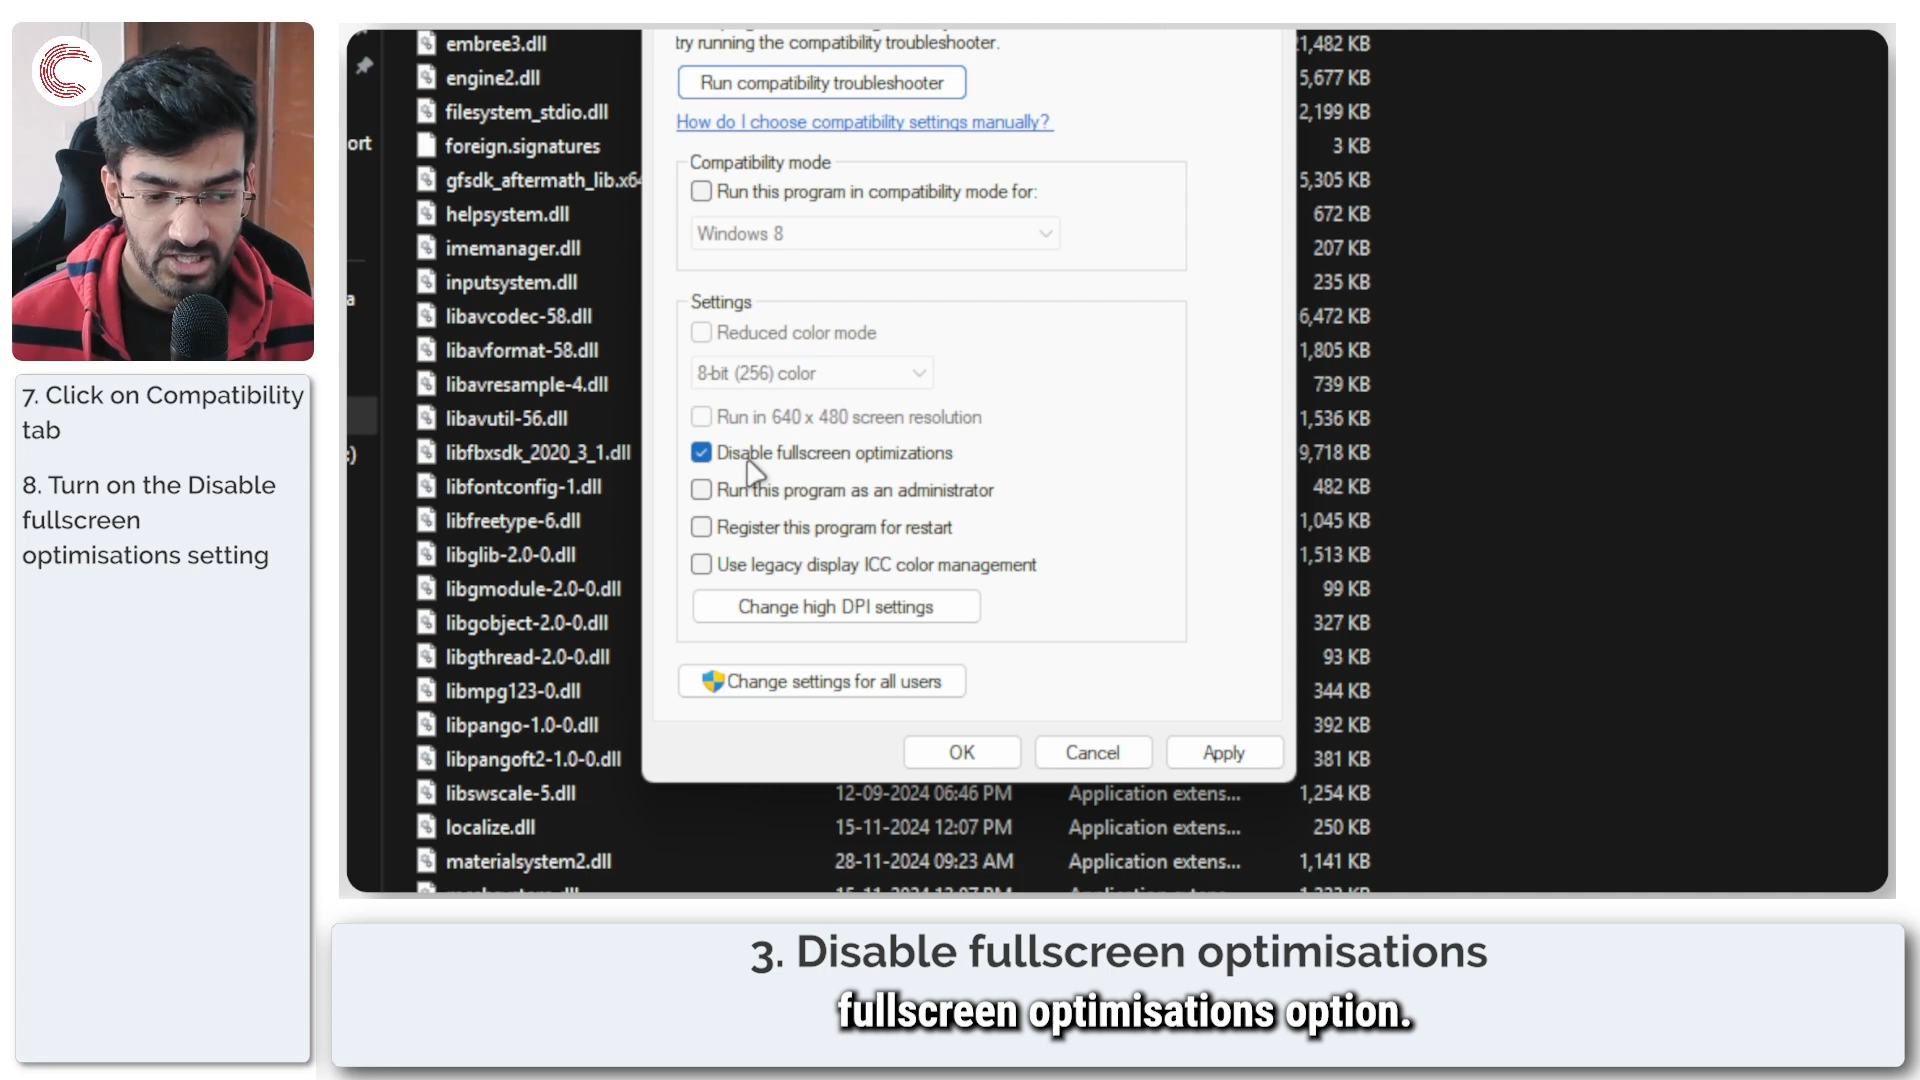 7. Click on Compatibility
tab
8. Turn on the Disable
fullscreen
optimisations setting
ort
a
:)
embree3.dll
engine2.dll
filesystem_stdio.dll
foreign.signatures
gfsdk_aftermath_lib.x64
helpsystem.dll
imemanager.dll
inputsystem.dll
libavcodec-58.dll
libavformat-58.dll
libavresample-4.dll
libavutil-56.dll
libfbxsdk_2020_3_1.dll
libfontconfig-1.dll
libfreetype-6.dll
libglib-2.0-0.dll
libgmodule-2.0-0.dll
libgobject-2.0-0.dll
libgthread-2.0-0.dll
libmpg123-0.dll
libpango-1.0-0.dll
libpangoft2-1.0-0.dll
libswscale-5.dll 12-09-2024 06:46 PM Application extens... 1,254 KB
localize.dll 15-11-2024 12:07 PM Application extens... 250 KB
materialsystem2.dll 28-11-2024 09:23 AM Application extens... 1,141 KB
try running the compatibility troubleshooter.
Run compatibility troubleshooter
How do I choose compatibility settings manually?
Compatibility mode
Run this program in compatibility mode for:
Windows 8
Settings
Reduced color mode
8-bit (256) color
Run in 640 x 480 screen resolution
Disable fullscreen optimizations
Run this program as an administrator
Register this program for restart
Use legacy display ICC color management
Change high DPI settings
Change settings for all users
OK Cancel Apply
1,482 KB
5,677 KB
2,199 KB
3 KB
5,305 KB
672 KB
207 KB
235 KB
6,472 KB
1,805 KB
739 KB
1,536 KB
9,718 KB
482 KB
1,045 KB
1,513 KB
99 KB
327 KB
93 KB
344 KB
392 KB
381 KB
3. Disable fullscreen optimisations
fullscreen optimisations option.